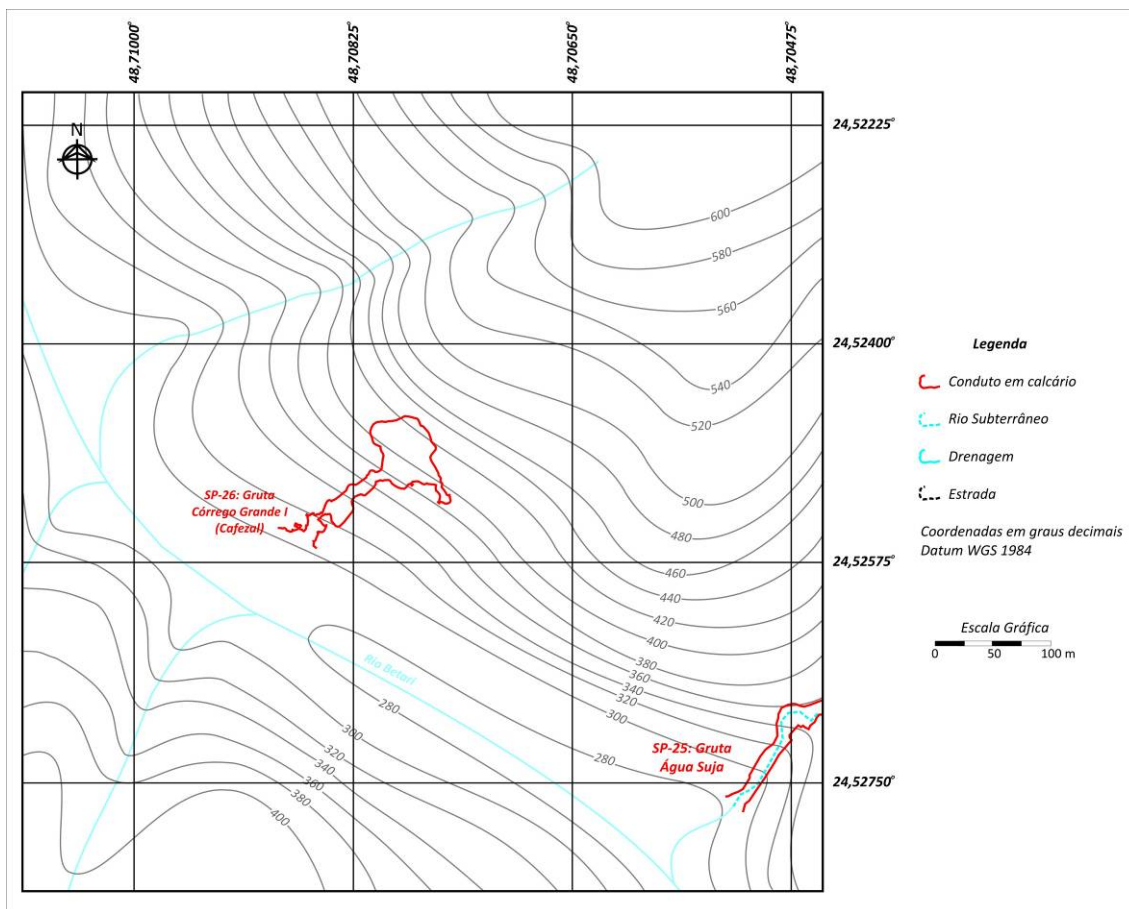 48,71000°
48,70825°
48,70650°
48,70475°
N
24,52225°
600
580
560
24,52400°
Legenda
540
Conduto em calcário
520
Rio Subterrâneo
Drenagem
SP-26: Gruta
Córrego Grande I
(Cafezal)
500
Estrada
480
Coordenadas em graus decimais
Datum WGS 1984
24,52575°
460
440
420
Escala Gráfica
0 50 100 m
400
380
Rio Betari
360
340
320
280
300
300
SP-25: Gruta
Água Suja
280
320
340
24,52750°
360
380
400